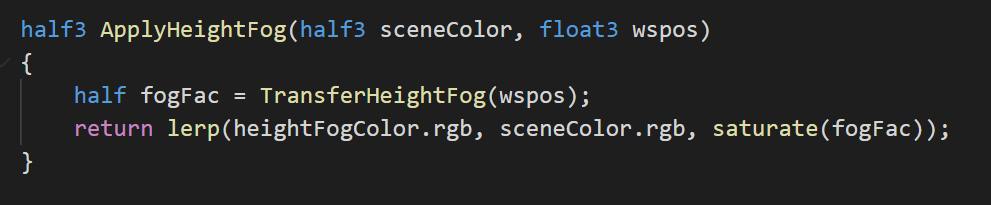 half3 ApplyHeightFog(half3 sceneColor, float3 wspos)
{
    half fogFac = TransferHeightFog(wspos);
    return lerp(heightFogColor.rgb, sceneColor.rgb, saturate(fogFac));
}